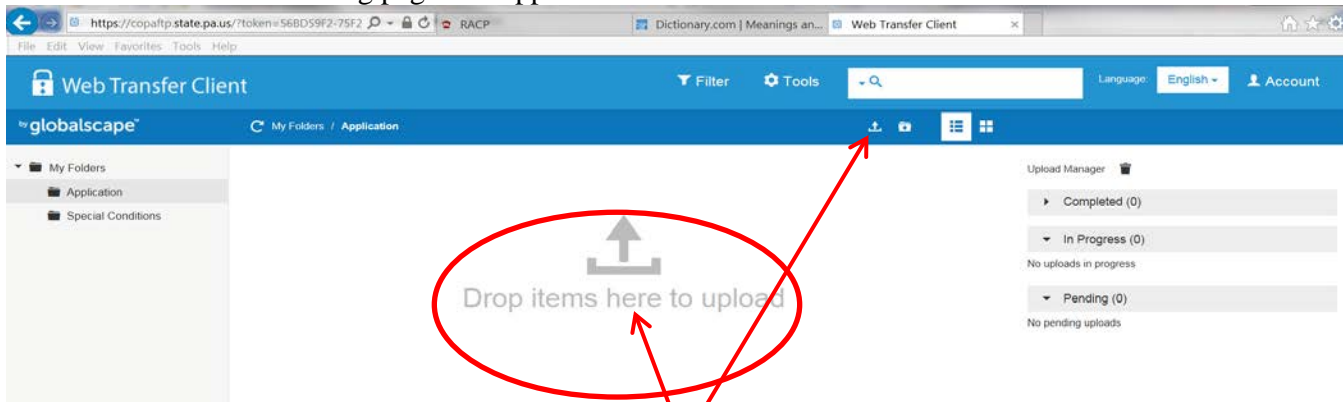 https://copaftp.state.pa.us/?token=56BD59F2-75F2 RACP Dictionary.com | Meanings an... Web Transfer Client ×
File Edit View Favorites Tools Help
Web Transfer Client Filter Tools Language: English Account
by globalscape My Folders / Application
My Folders
Application
Special Conditions
Drop items here to upload
Upload Manager
Completed (0)
In Progress (0)
No uploads in progress
Pending (0)
No pending uploads